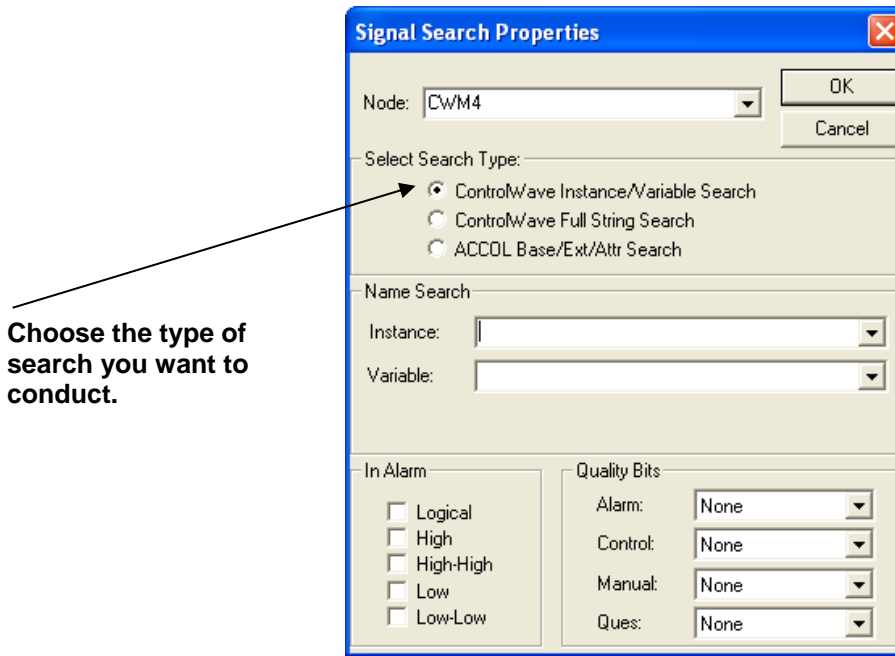 Signal Search Properties
Node: CWM4
OK
Cancel
Select Search Type:
ControlWave Instance/Variable Search
ControlWave Full String Search
ACCOL Base/Ext/Attr Search
Choose the type of
search you want to
conduct.
Name Search
Instance:
Variable:
In Alarm
Logical
High
High-High
Low
Low-Low
Quality Bits
Alarm: None
Control: None
Manual: None
Ques: None